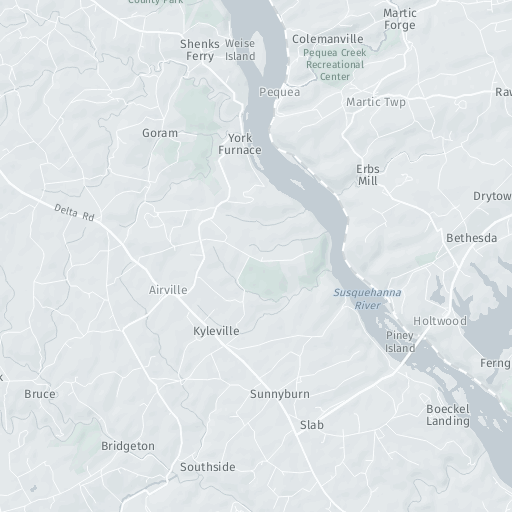 County Park
Martic
Forge
Shenks
Ferry
Weise
Island
Colemanville
Pequea Creek
Recreational
Center
Pequea
Martic Twp
Goram
York
Furnace
Erbs
Mill
Drytow
Delta Rd
Bethesda
Airville
Susquehanna
River
Holtwood
Kyleville
Piney
Island
Ferng
Bruce
Sunnyburn
Boeckel
Landing
Slab
Bridgeton
Southside